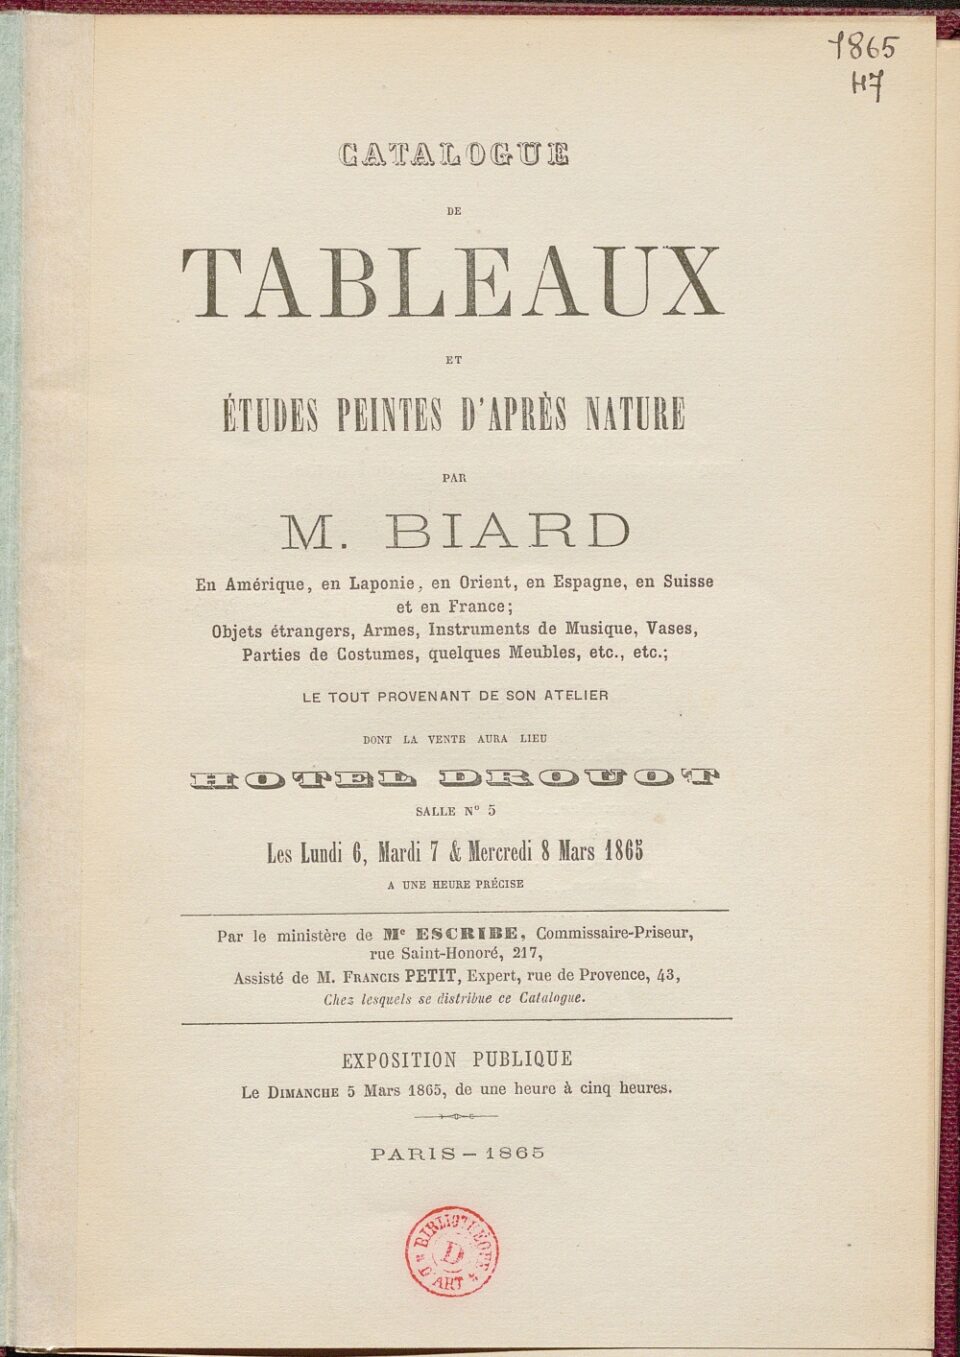 1865
H7
CATALOGUE
DE
TABLEAUX
ET
ÉTUDES PEINTES D'APRÈS NATURE
PAR
M. BIARD
En Amérique, en Laponie, en Orient, en Espagne, en Suisse
et en France;
Objets étrangers, Armes, Instruments de Musique, Vases,
Parties de Costumes, quelques Meubles, etc., etc.;
LE TOUT PROVENANT DE SON ATELIER
DONT LA VENTE AURA LIEU
HOTEL DROUOT
SALLE No 5
Les Lundi 6, Mardi 7 & Mercredi 8 Mars 1865
A UNE HEURE PRÉCISE
Par le ministère de Me ESCRIBE, Commissaire-Priseur,
rue Saint-Honoré, 217,
Assisté de M. FRANCIS PETIT, Expert, rue de Provence, 43,
Chez lesquels se distribue ce Catalogue.
EXPOSITION PUBLIQUE
Le DIMANCHE 5 Mars 1865, de une heure à cinq heures.
PARIS — 1865
BIBLIOTHÈQUE
D
D'ART